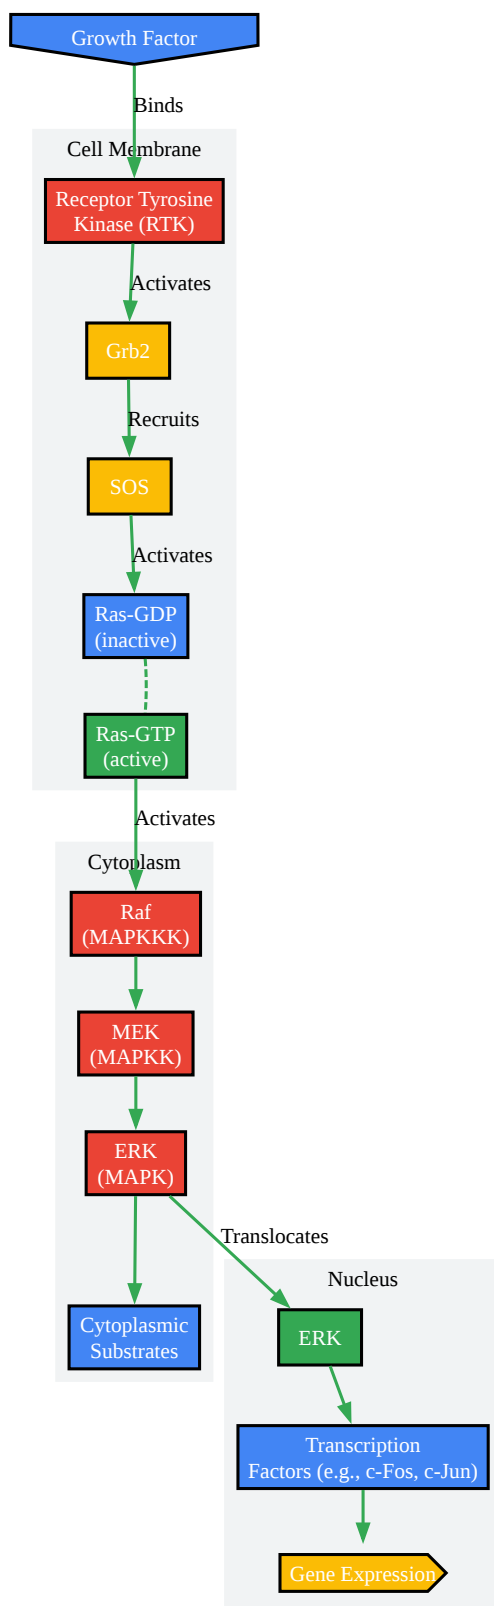 Growth Factor
Binds
Cell Membrane
Receptor Tyrosine
Kinase (RTK)
Activates
Grb2
Recruits
SOS
Activates
Ras-GDP
(inactive)
Ras-GTP
(active)
Activates
Cytoplasm
Raf
(MAPKKK)
MEK
(MAPKK)
ERK
(MAPK)
Translocates
Nucleus
Cytoplasmic
Substrates
ERK
Transcription
Factors (e.g., c-Fos, c-Jun)
Gene Expression